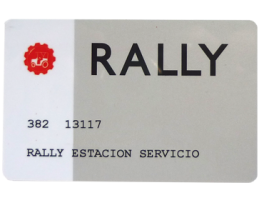 RALLY
382 13117
RALLY ESTACION SERVICIO